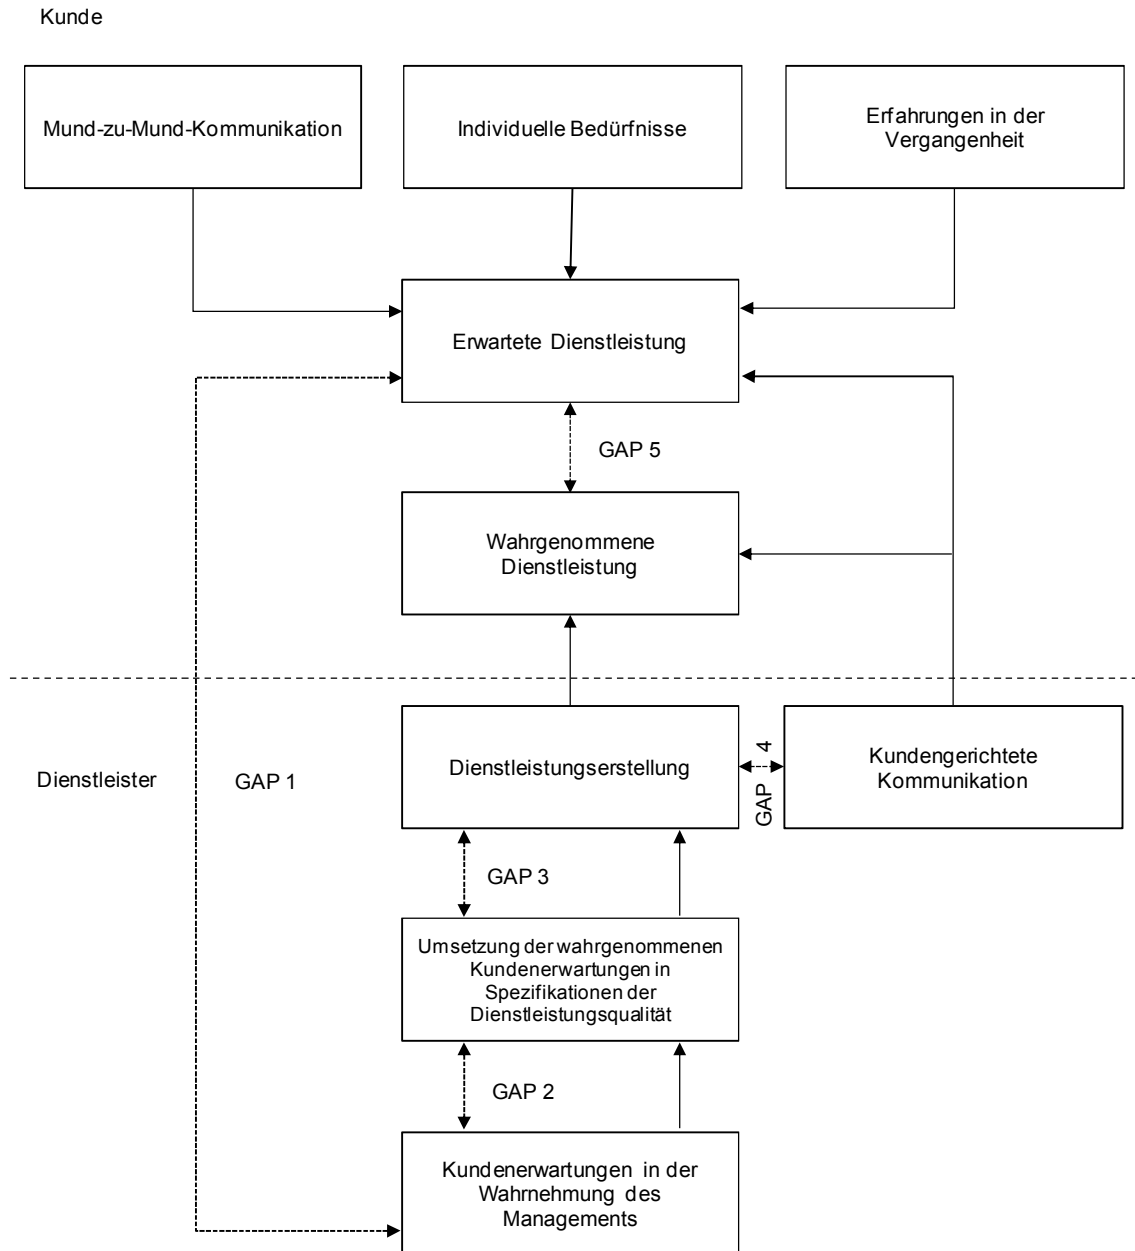 Kunde
Mund-zu-Mund-Kommunikation
Individuelle Bedürfnisse
Erfahrungen in der
Vergangenheit
Erwartete Dienstleistung
GAP 5
Wahrgenommene
Dienstleistung
Dienstleister
GAP 1
Dienstleistungserstellung
GAP 4
Kundengerichtete
Kommunikation
GAP 3
Umsetzung der wahrgenommenen
Kundenerwartungen in
Spezifikationen der
Dienstleistungsqualität
GAP 2
Kundenerwartungen in der
Wahrnehmung des
Managements